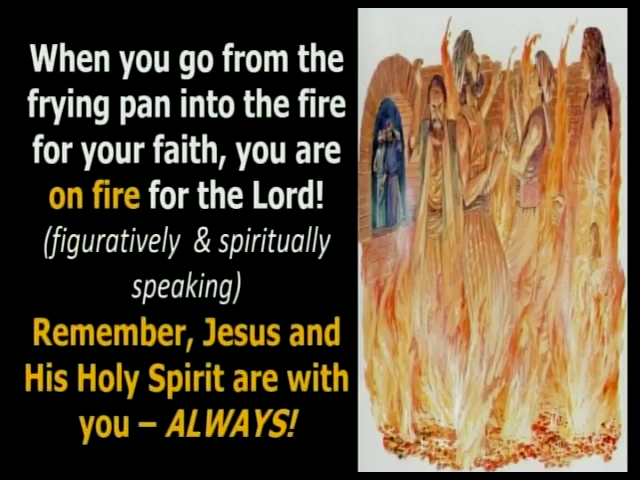 When you go from the
frying pan into the fire
for your faith, you are
on fire for the Lord!
(figuratively & spiritually
speaking)
Remember, Jesus and
His Holy Spirit are with
you – ALWAYS!